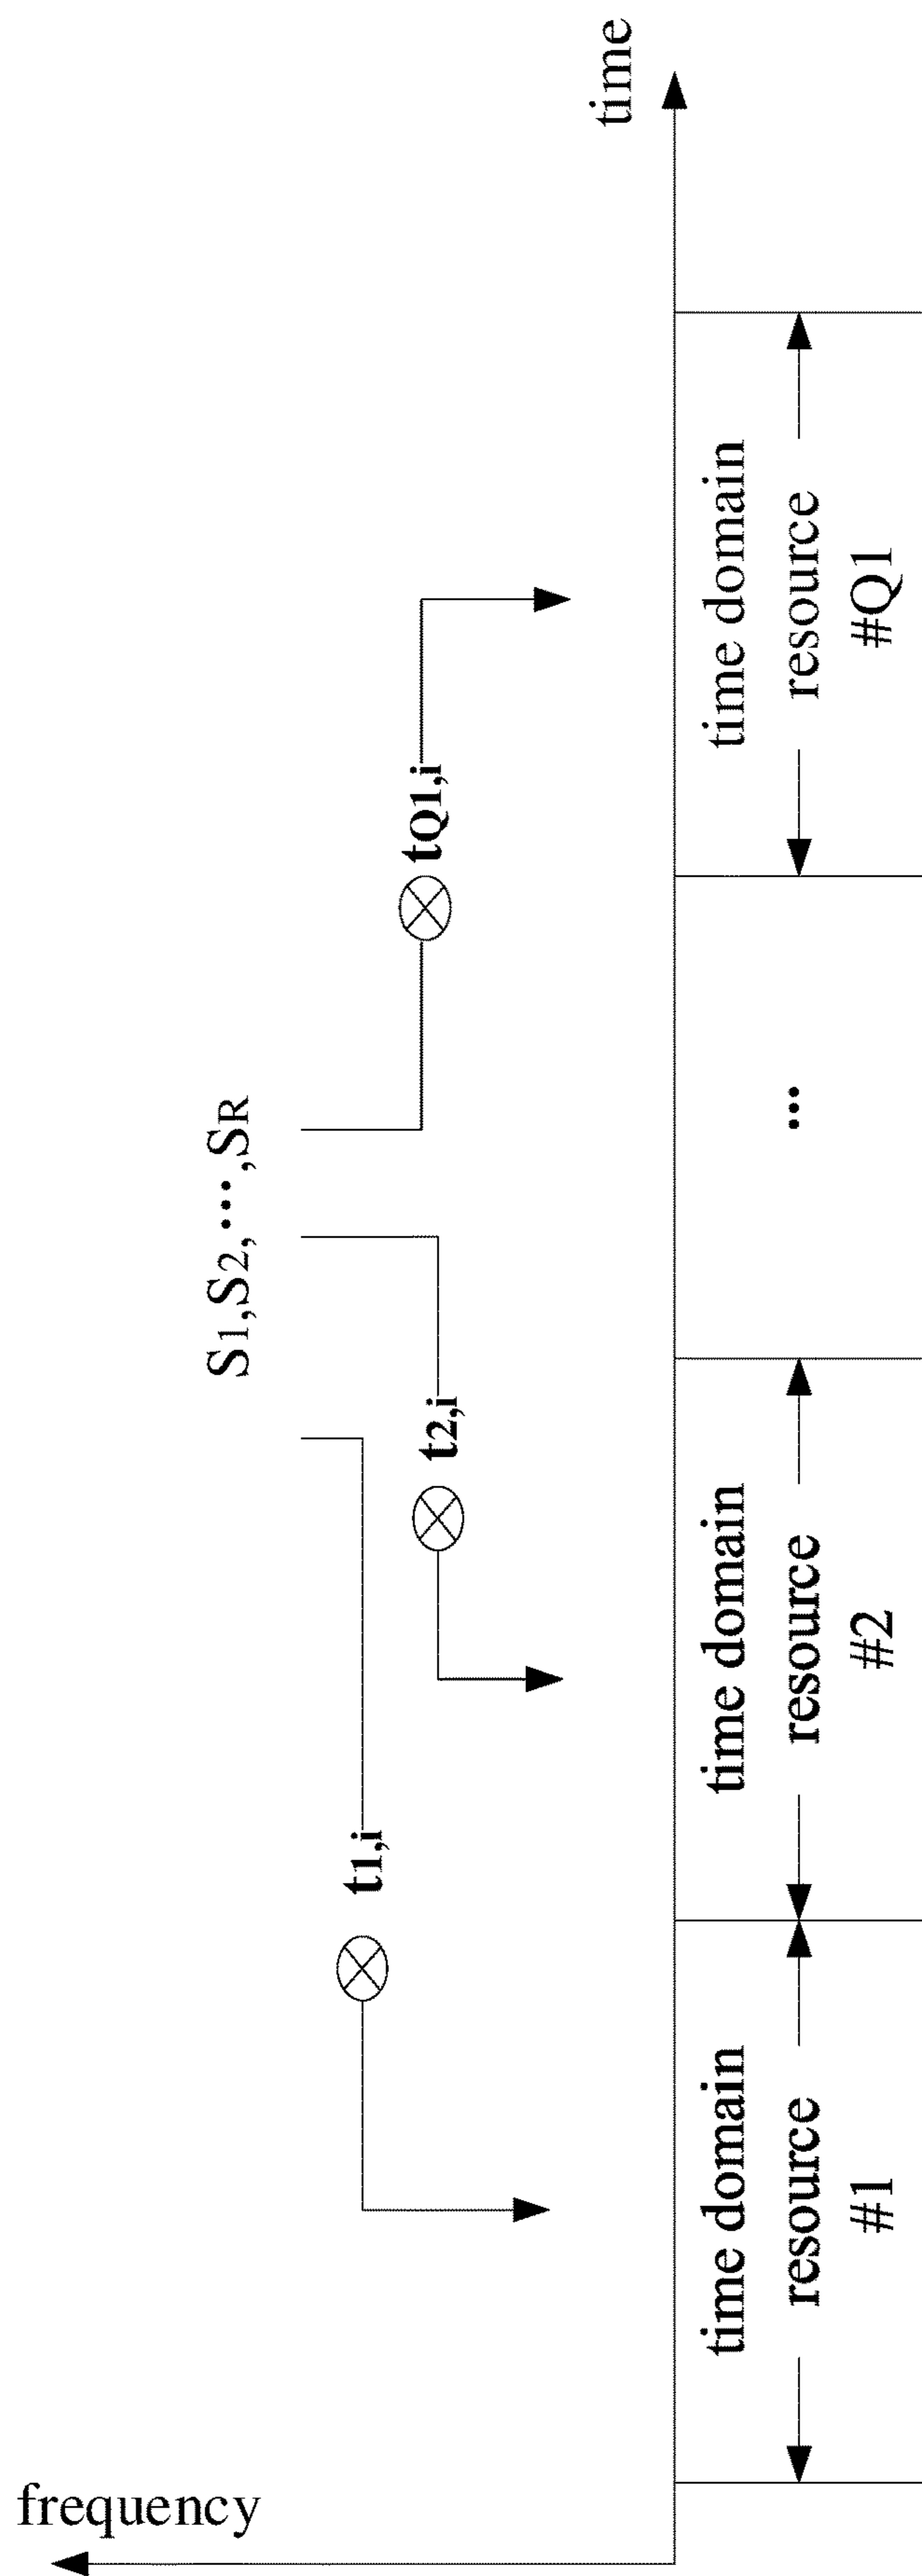 frequency
S1,S2,···,SR
t1,i
t2,i
tQ1,i
time
time domain
resource
#1
time domain
resource
#2
...
time domain
resource
#Q1